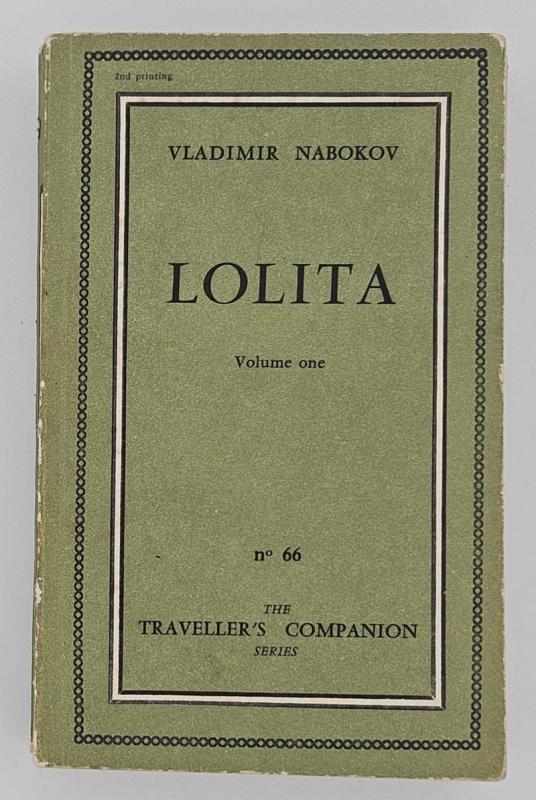 2nd printing
VLADIMIR NABOKOV
LOLITA
Volume one
nº 66
THE
TRAVELLER'S COMPANION
SERIES